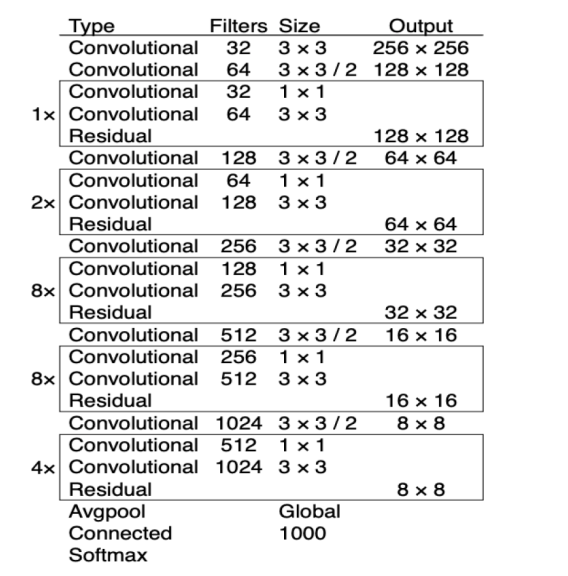 Type Filters Size Output
Convolutional 32 3 × 3 256 × 256
Convolutional 64 3 × 3 / 2 128 × 128
Convolutional 32 1 × 1
1× Convolutional 64 3 × 3
Residual 128 × 128
Convolutional 128 3 × 3 / 2 64 × 64
Convolutional 64 1 × 1
2× Convolutional 128 3 × 3
Residual 64 × 64
Convolutional 256 3 × 3 / 2 32 × 32
Convolutional 128 1 × 1
8× Convolutional 256 3 × 3
Residual 32 × 32
Convolutional 512 3 × 3 / 2 16 × 16
Convolutional 256 1 × 1
8× Convolutional 512 3 × 3
Residual 16 × 16
Convolutional 1024 3 × 3 / 2 8 × 8
Convolutional 512 1 × 1
4× Convolutional 1024 3 × 3
Residual 8 × 8
Avgpool Global
Connected 1000
Softmax